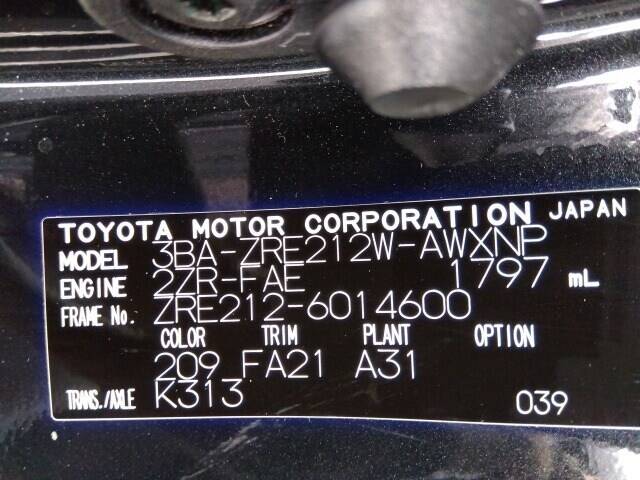 TOYOTA MOTOR CORPORATION JAPAN
MODEL 3BA-ZRE212W-AWXNP
ENGINE 2ZR-FAE 1797 mL
FRAME No. ZRE212-6014600
COLOR TRIM PLANT OPTION
209 FA21 A31
TRANS./AXLE K313 039